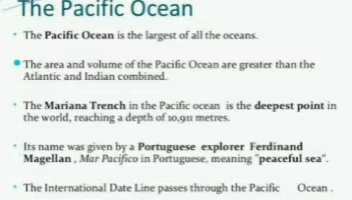 The Pacific Ocean
• The Pacific Ocean is the largest of all the oceans.
• The area and volume of the Pacific Ocean are greater than the
Atlantic and Indian combined.
• The Mariana Trench in the Pacific ocean is the deepest point in
the world, reaching a depth of 10,911 metres.
• Its name was given by a Portuguese explorer Ferdinand
Magellan , Mar Pacifico in Portuguese, meaning "peaceful sea".
• The International Date Line passes through the Pacific Ocean .